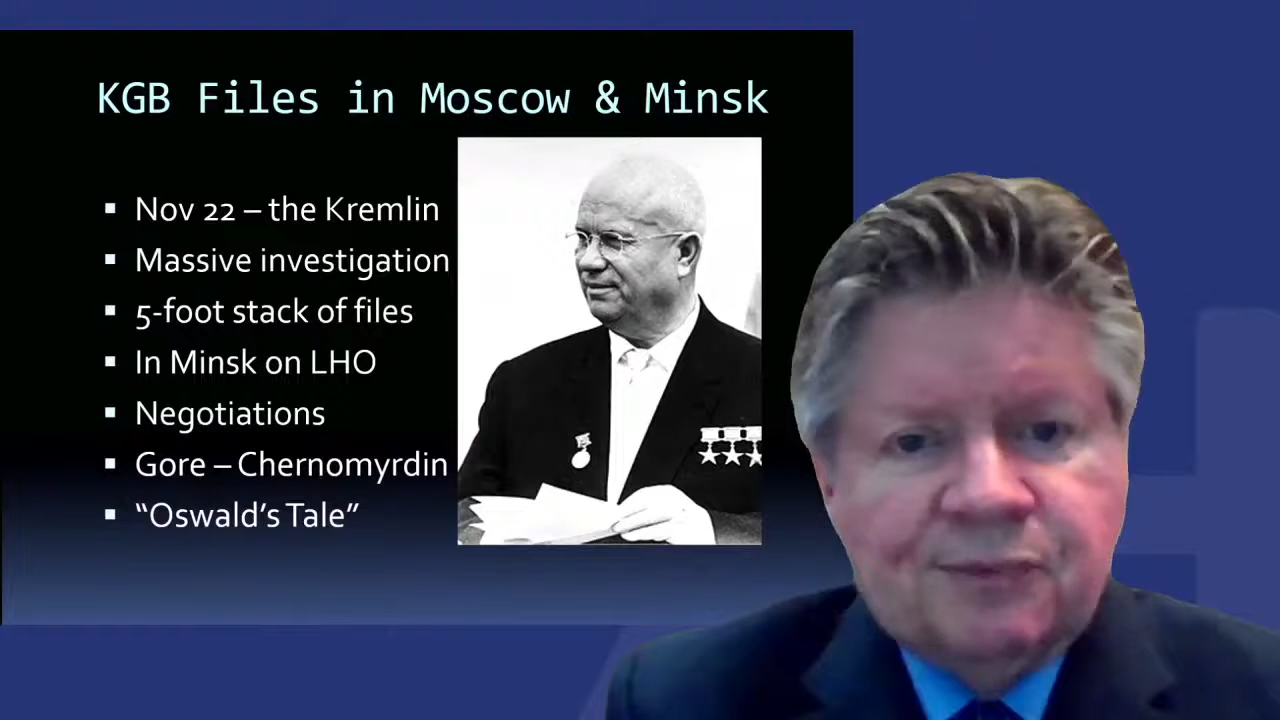 KGB Files in Moscow & Minsk
▪ Nov 22 – the Kremlin
▪ Massive investigation
▪ 5-foot stack of files
▪ In Minsk on LHO
▪ Negotiations
▪ Gore – Chernomyrdin
▪ “Oswald’s Tale”